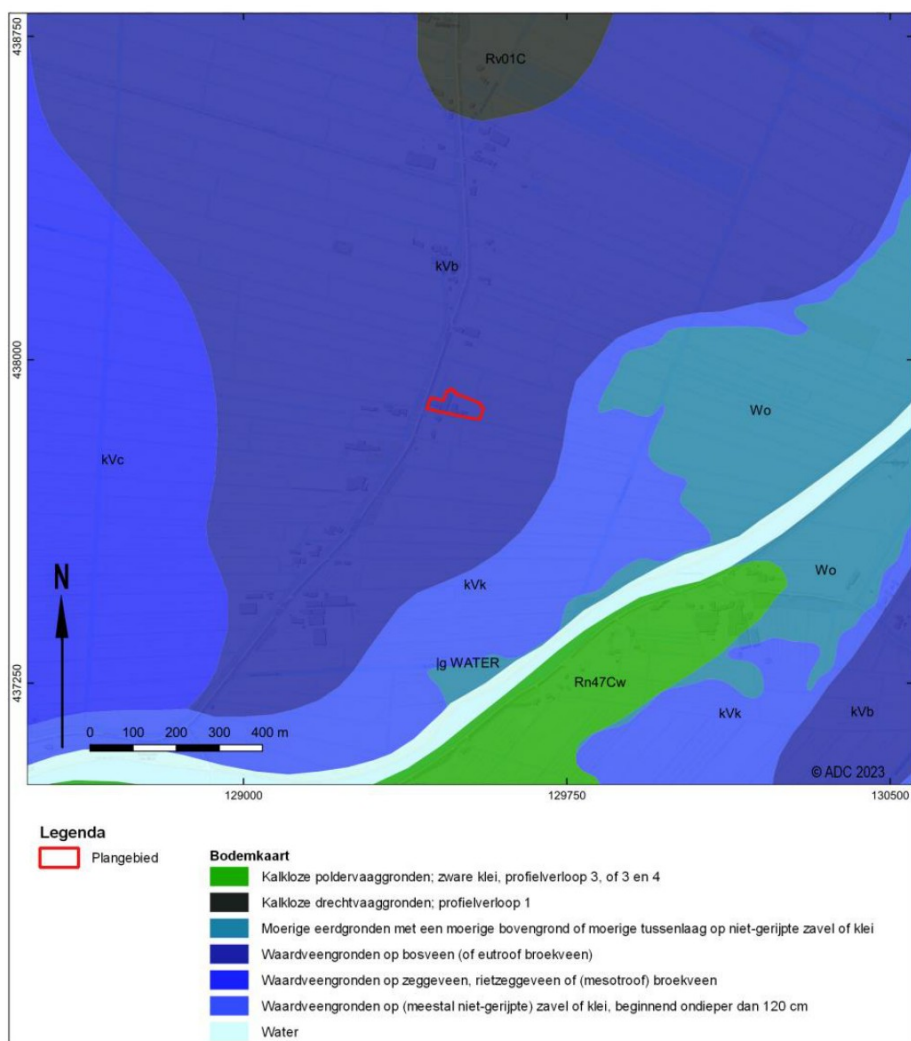 438750
Rv01C
kVb
438000
Wo
kVc
Wo
kVk
|g WATER
Rn47Cw
437250
kVk
kVb
N
0 100 200 300 400 m
© ADC 2023
129000 129750 130500
Legenda
Plangebied
Bodemkaart
Kalkloze poldervaaggronden; zware klei, profielverloop 3, of 3 en 4
Kalkloze drechtvaaggronden; profielverloop 1
Moerige eerdgronden met een moerige bovengrond of moerige tussenlaag op niet-gerijpte zavel of klei
Waardveengronden op bosveen (of eutroof broekveen)
Waardveengronden op zeggeveen, rietzeggeveen of (mesotroof) broekveen
Waardveengronden op (meestal niet-gerijpte) zavel of klei, beginnend ondieper dan 120 cm
Water